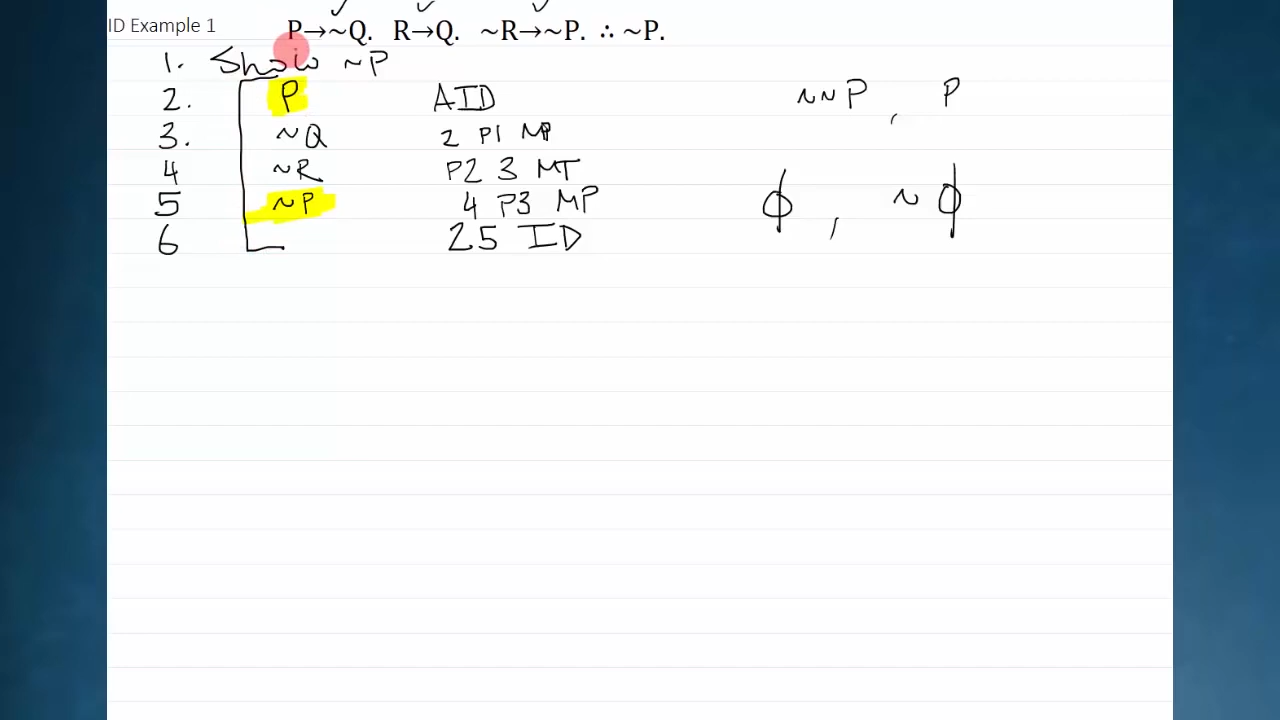 ID Example 1 P→~Q. R→Q. ~R→~P. ∴ ~P.
1. Show ~P
2. P AID ~~P, P
3. ~Q 2 P1 MP
4 ~R P2 3 MT
5 ~P 4 P3 MP ϕ, ~ϕ
6 2 5 ID